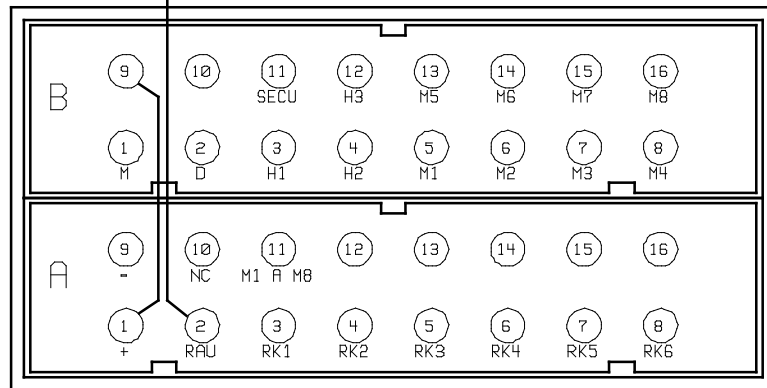 9 10 11 12 13 14 15 16
SECU H3 M5 M6 M7 M8
B
1 2 3 4 5 6 7 8
M D H1 H2 M1 M2 M3 M4
9 10 11 12 13 14 15 16
- NC M1 A M8
A
1 2 3 4 5 6 7 8
+ RAU RK1 RK2 RK3 RK4 RK5 RK6